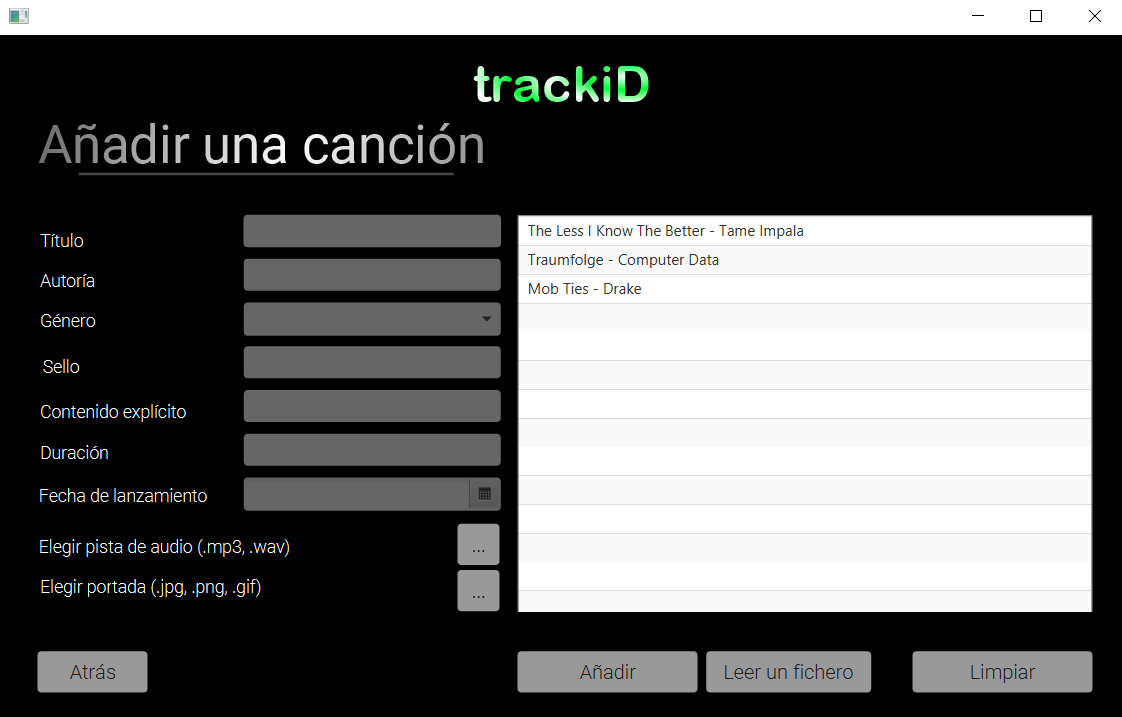 trackiD
Añadir una canción
Título
Autoría
Género
Sello
Contenido explícito
Duración
Fecha de lanzamiento
Elegir pista de audio (.mp3, .wav)
...
Elegir portada (.jpg, .png, .gif)
...
The Less I Know The Better - Tame Impala
Traumfolge - Computer Data
Mob Ties - Drake
Atrás
Añadir
Leer un fichero
Limpiar